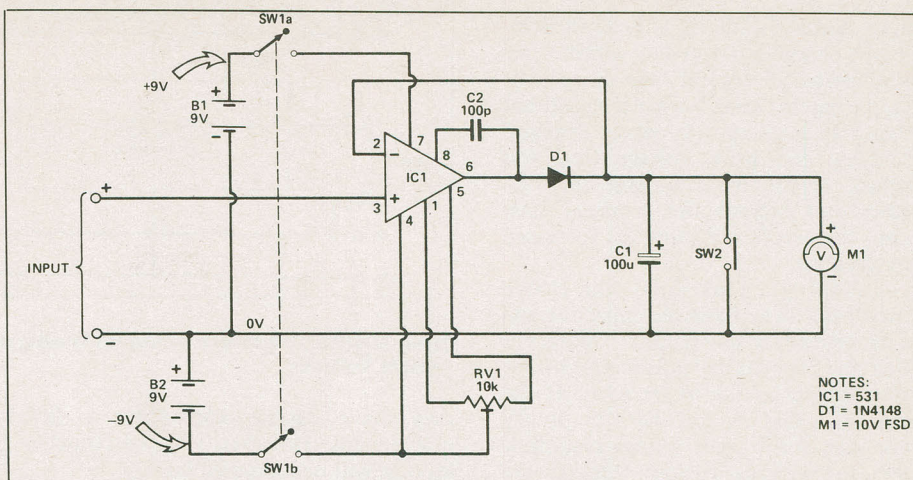 SW1a
+9V
+
B1
9V
-
C2
100p
2
7
-
8
6
D1
IC1
5
+
+
3
4
1
INPUT
C1
100u
+
SW2
+
V
M1
-
0V
-
+
B2
9V
-
RV1
10k
-9V
SW1b
NOTES:
IC1 = 531
D1 = 1N4148
M1 = 10V FSD